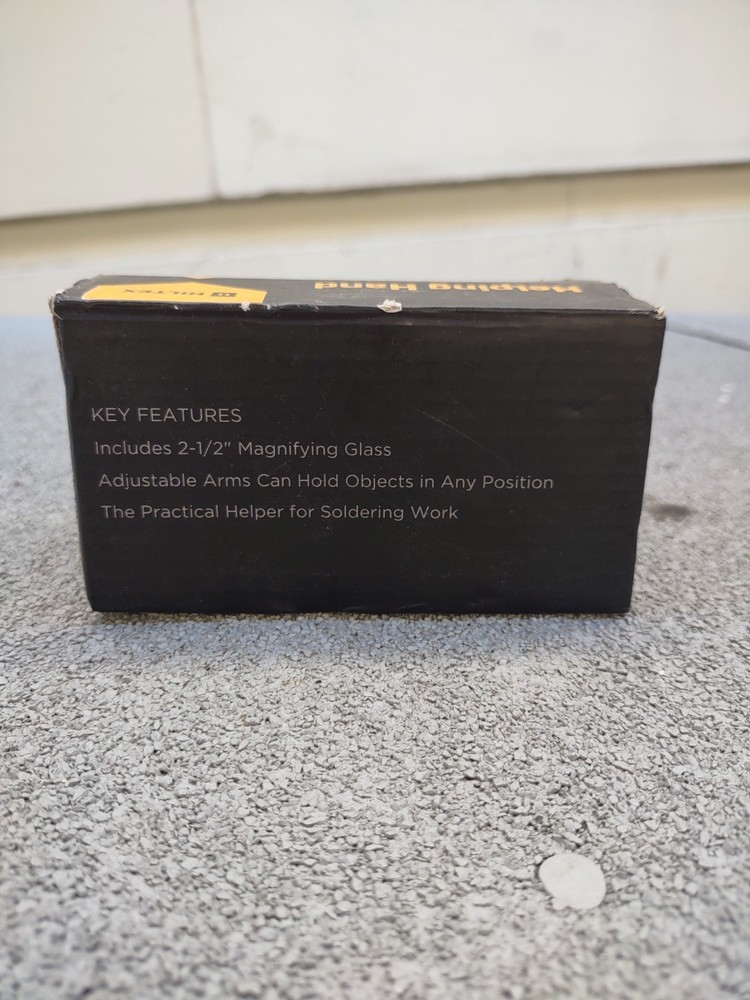 Helping Hand
HILTEX
KEY FEATURES
Includes 2-1/2" Magnifying Glass
Adjustable Arms Can Hold Objects in Any Position
The Practical Helper for Soldering Work